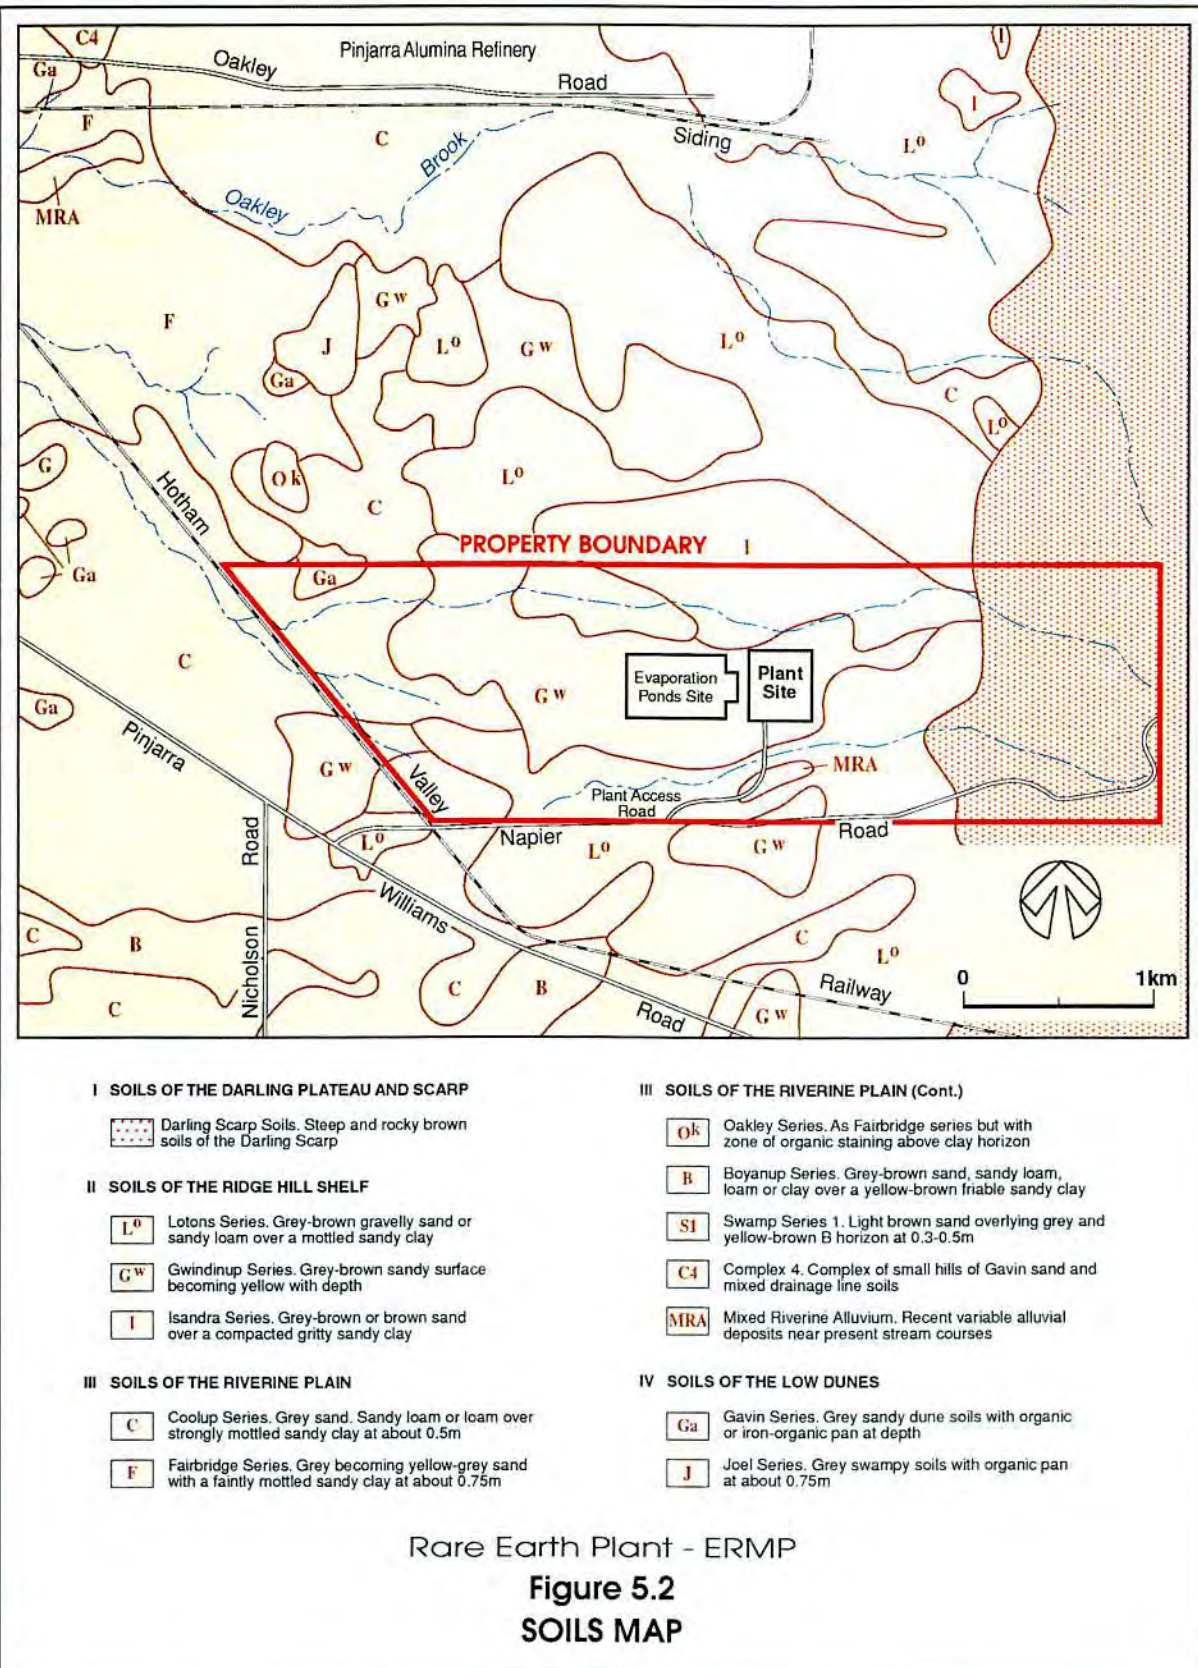 C4
Pinjarra Alumina Refinery
I
Ga
Oakley
Road
I
F
C
Siding
Lo
Brook
MRA
Oakley
F
Gw
J
Lo
Gw
Lo
Ga
C
Lo
G
Ok
Lo
Hotham
C
PROPERTY BOUNDARY
I
Ga
Ga
C
Evaporation
Ponds Site
Plant
Site
Gw
Ga
Pinjarra
Gw
Valley
MRA
Plant Access
Road
Road
Napier
Road
Lo
Lo
Gw
Nicholson
Williams
C
B
C
Lo
C
B
Railway
0
1km
C
Road
Gw
I SOILS OF THE DARLING PLATEAU AND SCARP
Darling Scarp Soils. Steep and rocky brown
soils of the Darling Scarp
II SOILS OF THE RIDGE HILL SHELF
Lo
Lotons Series. Grey-brown gravelly sand or
sandy loam over a mottled sandy clay
Gw
Gwindinup Series. Grey-brown sandy surface
becoming yellow with depth
I
Isandra Series. Grey-brown or brown sand
over a compacted gritty sandy clay
III SOILS OF THE RIVERINE PLAIN
C
Coolup Series. Grey sand. Sandy loam or loam over
strongly mottled sandy clay at about 0.5m
F
Fairbridge Series. Grey becoming yellow-grey sand
with a faintly mottled sandy clay at about 0.75m
III SOILS OF THE RIVERINE PLAIN (Cont.)
Ok
Oakley Series. As Fairbridge series but with
zone of organic staining above clay horizon
B
Boyanup Series. Grey-brown sand, sandy loam,
loam or clay over a yellow-brown friable sandy clay
S1
Swamp Series 1. Light brown sand overlying grey and
yellow-brown B horizon at 0.3-0.5m
C4
Complex 4. Complex of small hills of Gavin sand and
mixed drainage line soils
MRA
Mixed Riverine Alluvium. Recent variable alluvial
deposits near present stream courses
IV SOILS OF THE LOW DUNES
Ga
Gavin Series. Grey sandy dune soils with organic
or iron-organic pan at depth
J
Joel Series. Grey swampy soils with organic pan
at about 0.75m
Rare Earth Plant - ERMP
Figure 5.2
SOILS MAP